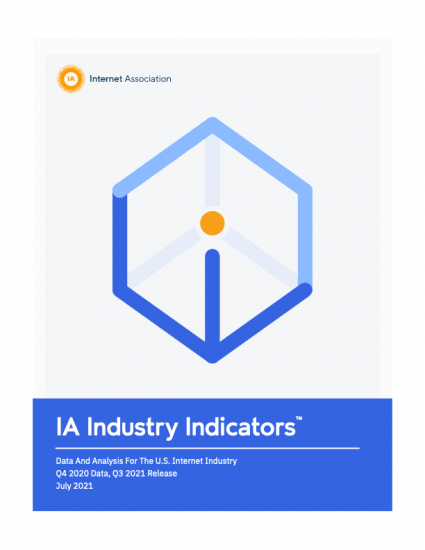 IA
Internet Association
IA Industry Indicators™
Data And Analysis For The U.S. Internet Industry
Q4 2020 Data, Q3 2021 Release
July 2021